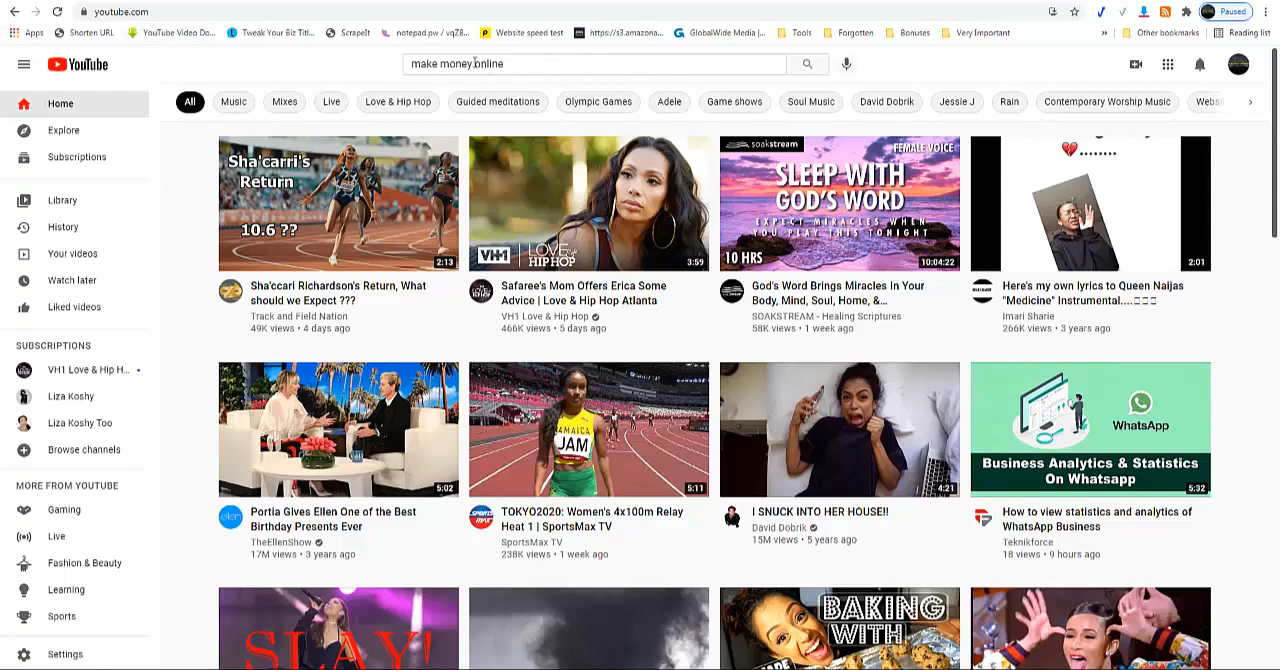 youtube.com
Paused
Apps
Shorten URL
YouTube Video Do...
Tweak Your Biz Titl...
ScrapeIt
notepad.pw / vqZ8...
Website speed test
https://s3.amazona...
GlobalWide Media |...
Tools
Forgotten
Bonuses
Very Important
»
Other bookmarks
Reading list
YouTube
make money online
Home
Explore
Subscriptions
Library
History
Your videos
Watch later
Liked videos
SUBSCRIPTIONS
VH1 Love & Hip H...
Liza Koshy
Liza Koshy Too
Browse channels
MORE FROM YOUTUBE
Gaming
Live
Fashion & Beauty
Learning
Sports
Settings
All
Music
Mixes
Live
Love & Hip Hop
Guided meditations
Olympic Games
Adele
Game shows
Soul Music
David Dobrik
Jessie J
Rain
Contemporary Worship Music
Sha'carri's
Return
10.6 ??
2:13
Sha'ccari Richardson's Return, What
should we Expect ???
Track and Field Nation
49K views • 4 days ago
VH1 LOVE & HIP HOP
3:59
Safaree's Mom Offers Erica Some
Advice | Love & Hip Hop Atlanta
VH1 Love & Hip Hop
466K views • 5 days ago
soakstream
FEMALE VOICE
SLEEP WITH
GOD'S WORD
EXPECT MIRACLES WHEN
YOU PLAY THIS TONIGHT
10 HRS
10:04:22
God's Word Brings Miracles In Your
Body, Mind, Soul, Home, &...
SOAKSTREAM - Healing Scriptures
58K views • 1 week ago
2:01
Here's my own lyrics to Queen Naijas
"Medicine" Instrumental....
Imari Sharie
266K views • 3 years ago
5:02
ellen
Portia Gives Ellen One of the Best
Birthday Presents Ever
TheEllenShow
17M views • 3 years ago
JAMAICA
JAM
5:11
SPORTS MAX
TOKYO2020: Women's 4x100m Relay
Heat 1 | SportsMax TV
SportsMax TV
238K views • 1 week ago
4:21
I SNUCK INTO HER HOUSE!!
David Dobrik
15M views • 5 years ago
WhatsApp
Business Analytics & Statistics
On Whatsapp
5:32
How to view statistics and analytics of
WhatsApp Business
Teknikforce
18 views • 9 hours ago
SLAY!
BAKING
WITH